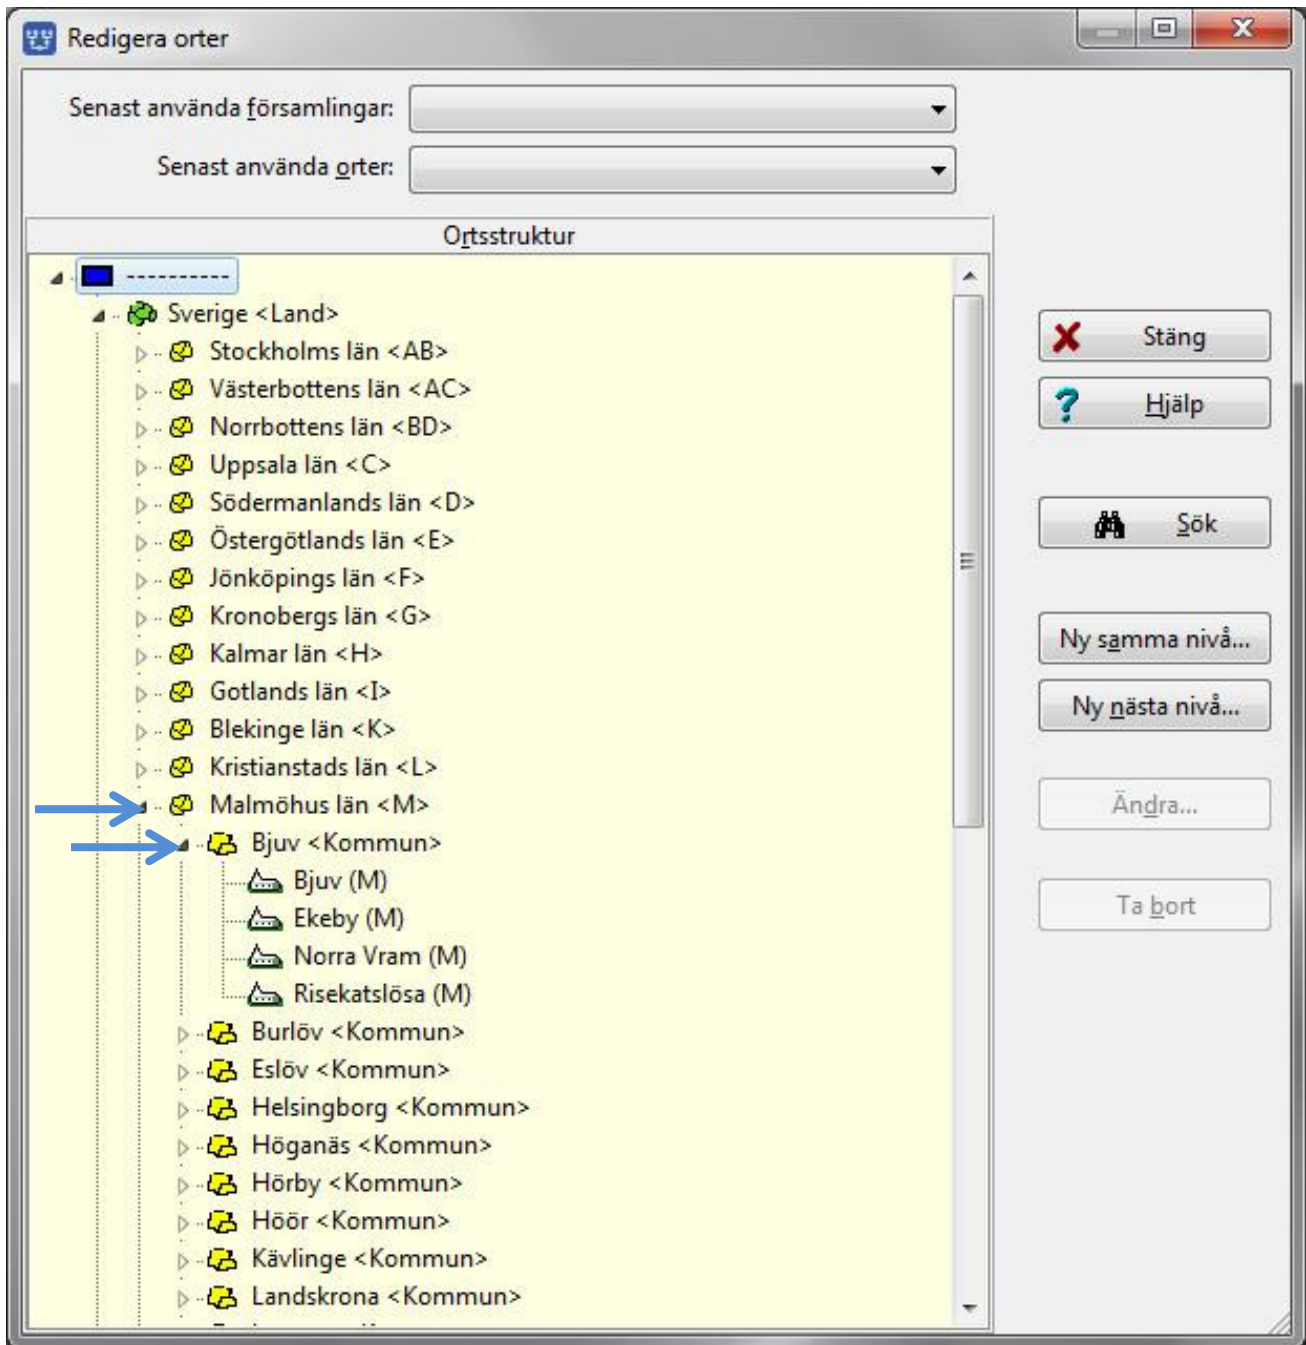 Redigera orter
Senast använda församlingar:
Senast använda orter:
Ortsstruktur
----------
Sverige <Land>
Stockholms län <AB>
Västerbottens län <AC>
Norrbottens län <BD>
Uppsala län <C>
Södermanlands län <D>
Östergötlands län <E>
Jönköpings län <F>
Kronobergs län <G>
Kalmar län <H>
Gotlands län <I>
Blekinge län <K>
Kristianstads län <L>
Malmöhus län <M>
Bjuv <Kommun>
Bjuv (M)
Ekeby (M)
Norra Vram (M)
Risekatslösa (M)
Burlöv <Kommun>
Eslöv <Kommun>
Helsingborg <Kommun>
Höganäs <Kommun>
Hörby <Kommun>
Höör <Kommun>
Kävlinge <Kommun>
Landskrona <Kommun>
Stäng
Hjälp
Sök
Ny samma nivå...
Ny nästa nivå...
Ändra...
Ta bort